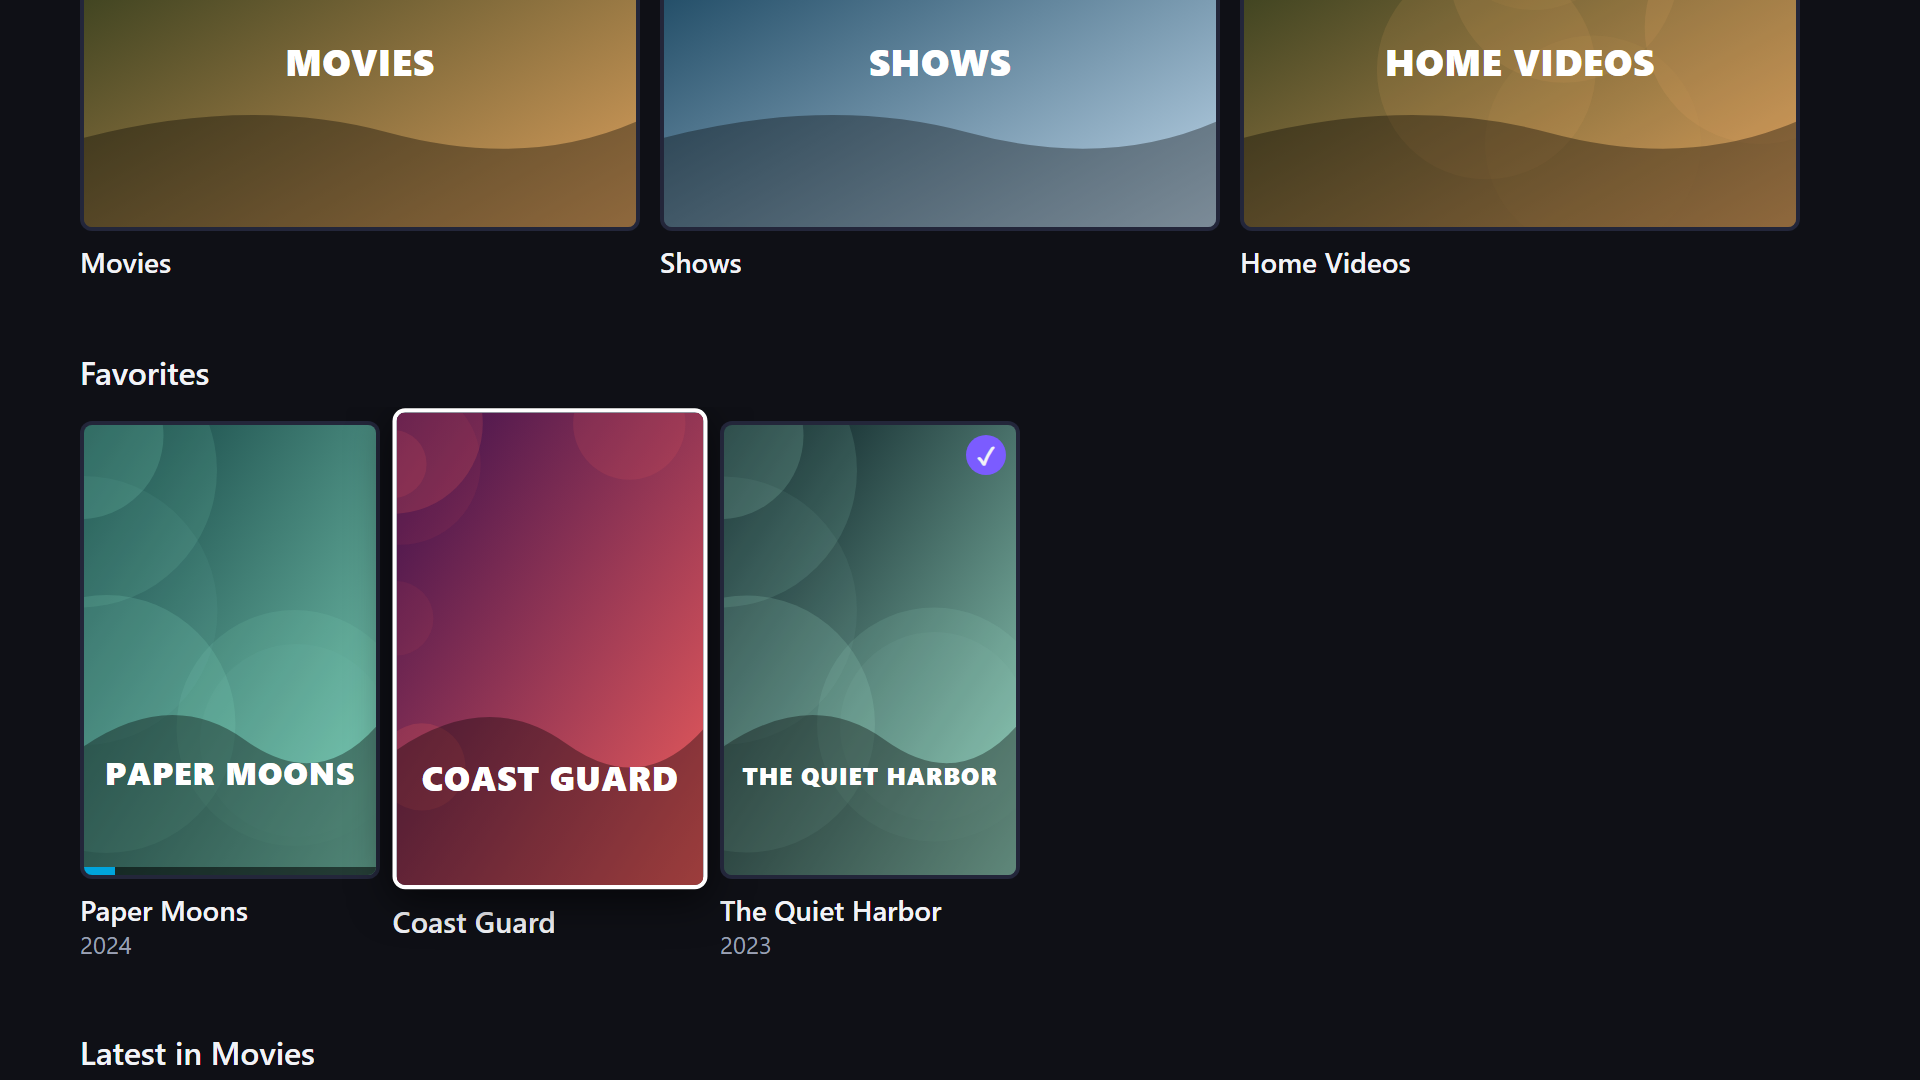 MOVIES
SHOWS
HOME VIDEOS
Movies
Shows
Home Videos
Favorites
PAPER MOONS
COAST GUARD
THE QUIET HARBOR
Paper Moons
2024
Coast Guard
The Quiet Harbor
2023
Latest in Movies